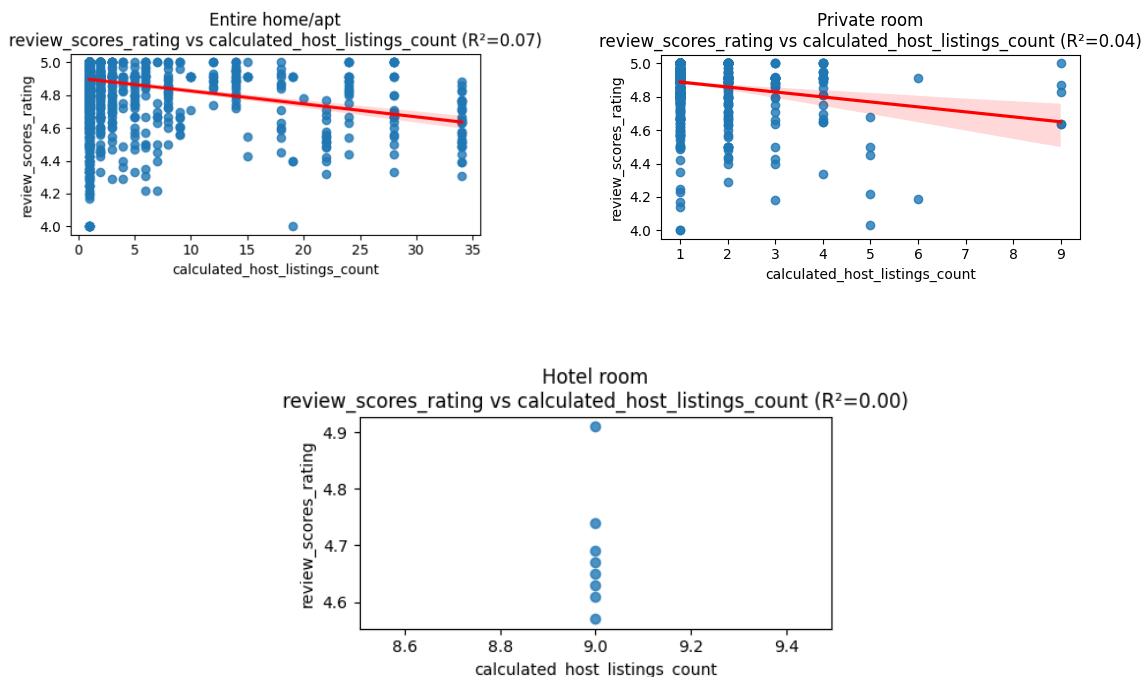 Entire home/apt
review_scores_rating vs calculated_host_listings_count (R²=0.07)
review_scores_rating
5.0
4.8
4.6
4.4
4.2
4.0
0 5 10 15 20 25 30 35
calculated_host_listings_count
Private room
review_scores_rating vs calculated_host_listings_count (R²=0.04)
review_scores_rating
5.0
4.8
4.6
4.4
4.2
4.0
1 2 3 4 5 6 7 8 9
calculated_host_listings_count
Hotel room
review_scores_rating vs calculated_host_listings_count (R²=0.00)
review_scores_rating
4.9
4.8
4.7
4.6
8.6 8.8 9.0 9.2 9.4
calculated_host_listings_count